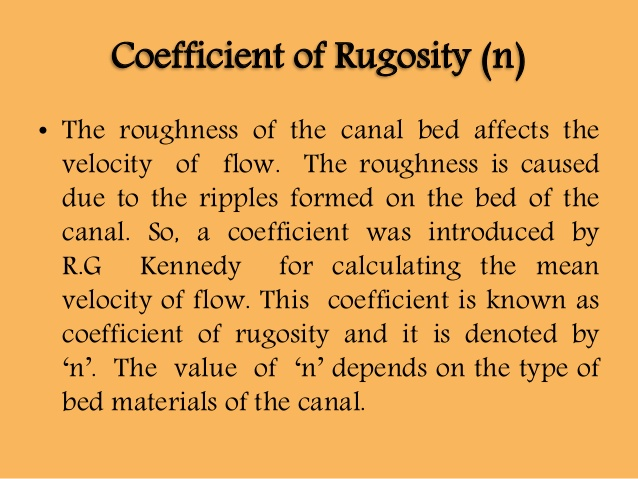 Coefficient of Rugosity (n)
• The roughness of the canal bed affects the
velocity of flow. The roughness is caused
due to the ripples formed on the bed of the
canal. So, a coefficient was introduced by
R.G Kennedy for calculating the mean
velocity of flow. This coefficient is known as
coefficient of rugosity and it is denoted by
‘n’. The value of ‘n’ depends on the type of
bed materials of the canal.